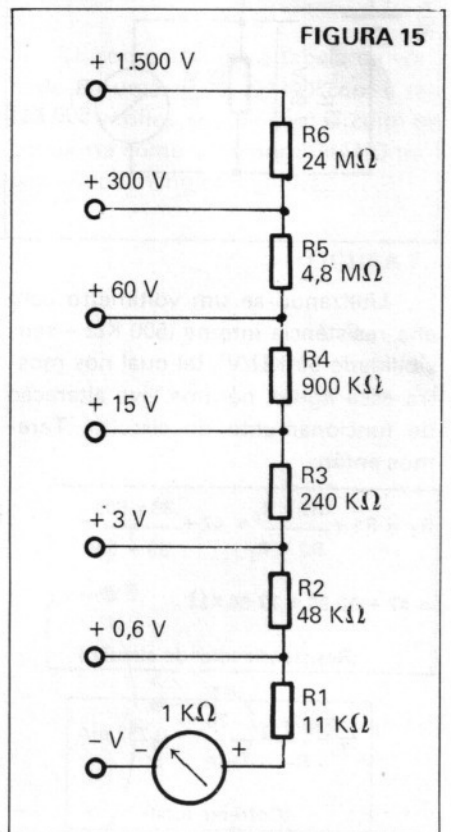 FIGURA 15
+ 1.500 V
R6
24 MΩ
+ 300 V
R5
4,8 MΩ
+ 60 V
R4
900 KΩ
+ 15 V
R3
240 KΩ
+ 3 V
R2
48 KΩ
+ 0,6 V
R1
11 KΩ
1 KΩ
– V
–
+